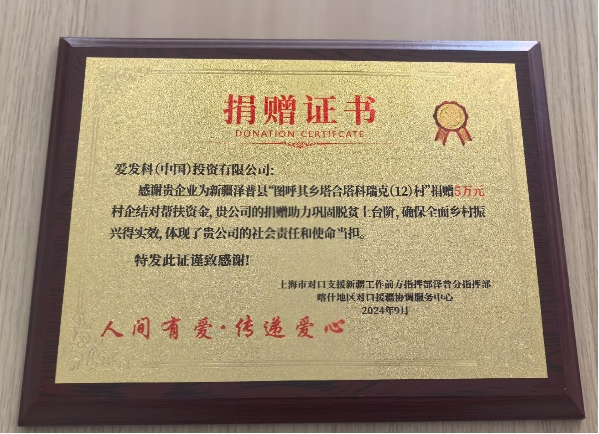 捐赠证书
DONATION CERTIFCATE
爱发科(中国)投资有限公司:
感谢贵企业为新疆泽普县“图呼其乡塔合塔科瑞克(12)村”捐赠5万元
村企结对帮扶资金, 贵公司的捐赠助力巩固脱贫上台阶, 确保全面乡村振
兴得实效, 体现了贵公司的社会责任和使命担当。
特发此证谨致感谢!
上海市对口支援新疆工作前方指挥部泽普分指挥部
喀什地区对口援疆协调服务中心
2024年9月
人间有爱·传递爱心